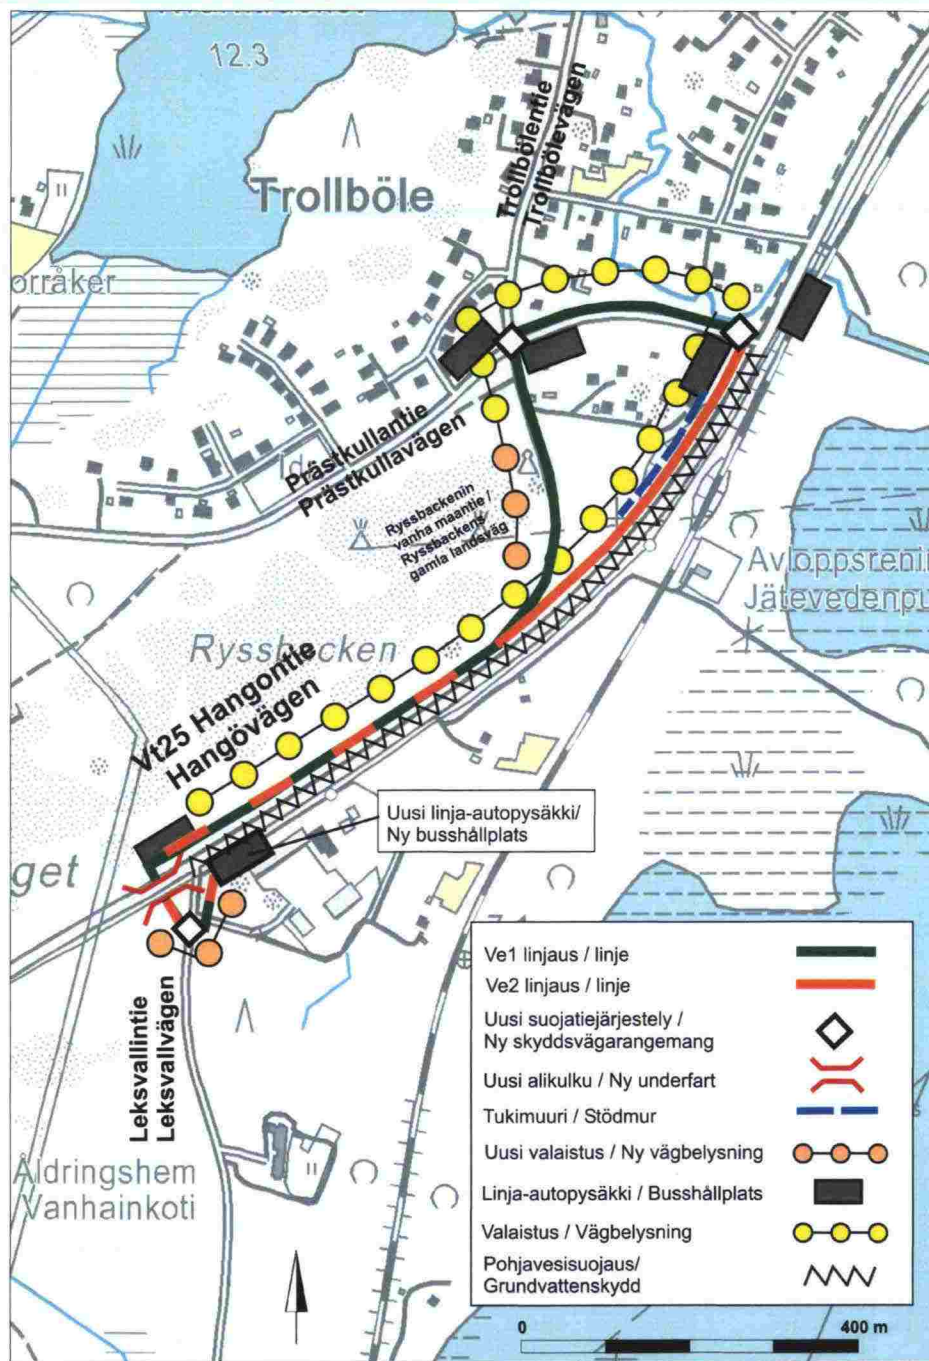 12.3
Trollböle
Trollbölentie
Trollbölevägen
Prästkullantie
Prästkullavägen
Ryssbackenin
vanha maantie /
Ryssbackens
gamla landsväg
Avloppsreni
Jätevedenpu
Ryssbacken
Vt25 Hangontie
Hangövägen
Uusi linja-autopysäkki/
Ny busshållplats
get
Leksvallintie
Leksvallvägen
Åldringshem
Vanhainkoti
Ve1 linjaus / linje
Ve2 linjaus / linje
Uusi suojatiejärjestely /
Ny skyddsvägarangemang
Uusi alikulku / Ny underfart
Tukimuuri / Stödmur
Uusi valaistus / Ny vägbelysning
Linja-autopysäkki / Busshållplats
Valaistus / Vägbelysning
Pohjavesisuojaus/
Grundvattenskydd
0 400 m